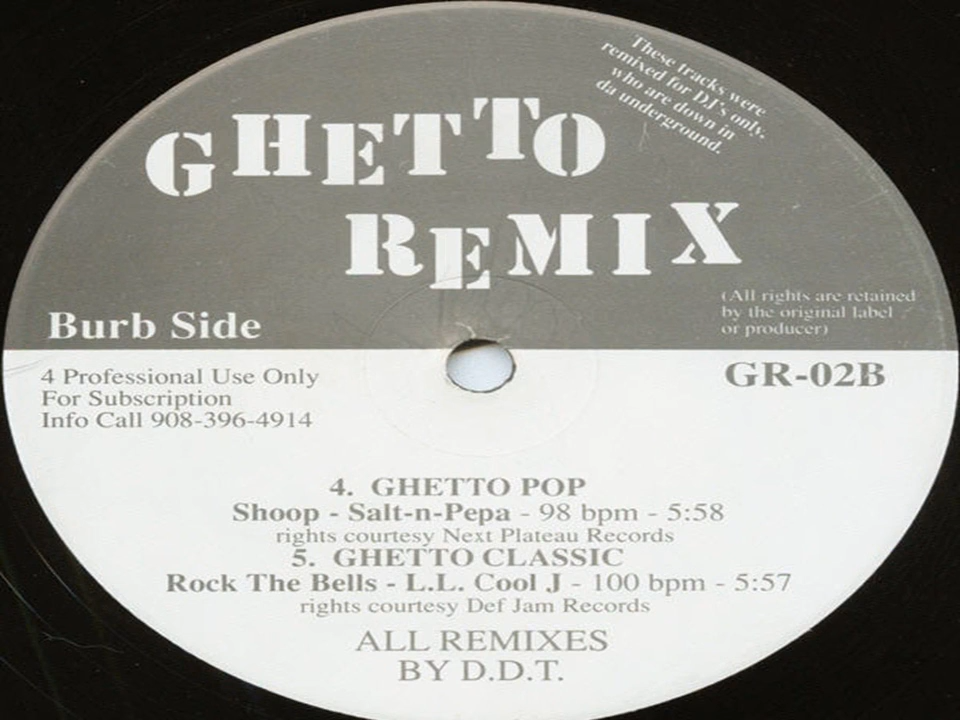 These tracks were
remixed for DJ's only,
who are down in
da underground.
GHETTO
REMIX
(All rights are retained
by the original label
or producer)
Burb Side
4 Professional Use Only
For Subscription
Info Call 908-396-4914
GR-02B
4. GHETTO POP
Shoop - Salt-n-Pepa - 98 bpm - 5:58
rights courtesy Next Plateau Records
5. GHETTO CLASSIC
Rock The Bells - L.L. Cool J - 100 bpm - 5:57
rights courtesy Def Jam Records
ALL REMIXES
BY D.D.T.